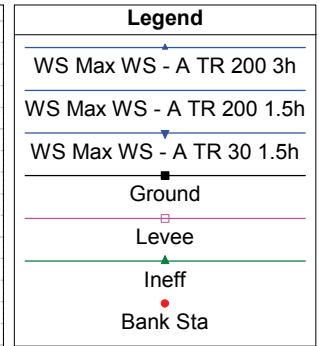 Legend
WS Max WS - A TR 200 3h
WS Max WS - A TR 200 1.5h
WS Max WS - A TR 30 1.5h
Ground
Levee
Ineff
Bank Sta